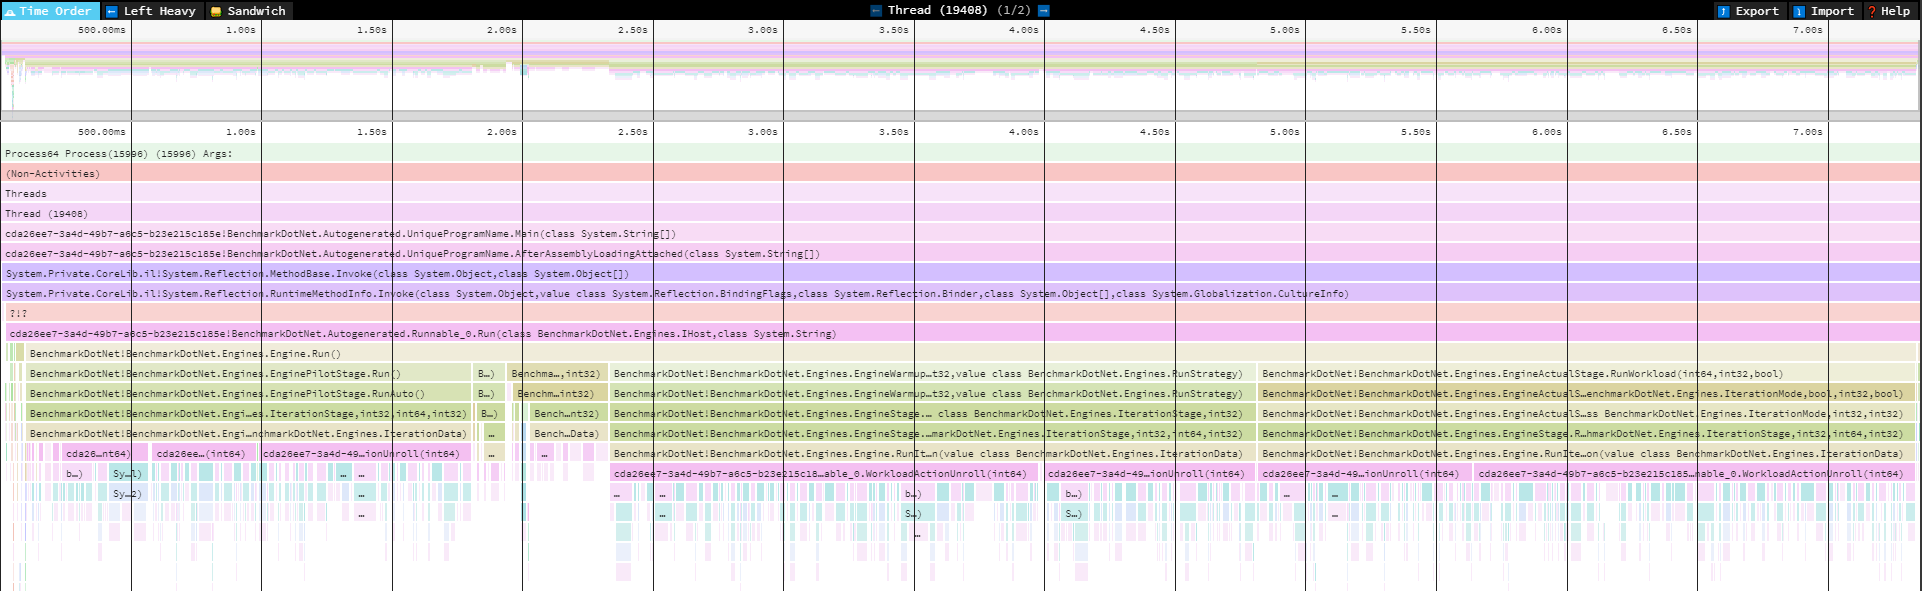 Time Order Left Heavy Sandwich Thread (19408) (1/2) Export Import Help
500.00ms 1.00s 1.50s 2.00s 2.50s 3.00s 3.50s 4.00s 4.50s 5.00s 5.50s 6.00s 6.50s 7.00s
500.00ms 1.00s 1.50s 2.00s 2.50s 3.00s 3.50s 4.00s 4.50s 5.00s 5.50s 6.00s 6.50s 7.00s
Process64 Process(15996) (15996) Args:
(Non-Activities)
Threads
Thread (19408)
cda26ee7-3a4d-49b7-a6c5-b23e215c185e!BenchmarkDotNet.Autogenerated.UniqueProgramName.Main(class System.String[])
cda26ee7-3a4d-49b7-a6c5-b23e215c185e!BenchmarkDotNet.Autogenerated.UniqueProgramName.AfterAssemblyLoadingAttached(class System.String[])
System.Private.CoreLib.il!System.Reflection.MethodBase.Invoke(class System.Object,class System.Object[])
System.Private.CoreLib.il!System.Reflection.RuntimeMethodInfo.Invoke(class System.Object,value class System.Reflection.BindingFlags,class System.Reflection.Binder,class System.Object[],class System.Globalization.CultureInfo)
?!?
cda26ee7-3a4d-49b7-a6c5-b23e215c185e!BenchmarkDotNet.Autogenerated.Runnable_0.Run(class BenchmarkDotNet.Engines.IHost,class System.String)
BenchmarkDotNet!BenchmarkDotNet.Engines.Engine.Run()
BenchmarkDotNet!BenchmarkDotNet.Engines.EnginePilotStage.Run() B…) Benchma…,int32) BenchmarkDotNet!BenchmarkDotNet.Engines.EngineWarmup…t32,value class BenchmarkDotNet.Engines.RunStrategy) BenchmarkDotNet!BenchmarkDotNet.Engines.EngineActualStage.RunWorkload(int64,int32,bool)
BenchmarkDotNet!BenchmarkDotNet.Engines.EnginePilotStage.RunAuto() B…) Benchm…int32) BenchmarkDotNet!BenchmarkDotNet.Engines.EngineWarmup…t32,value class BenchmarkDotNet.Engines.RunStrategy) BenchmarkDotNet!BenchmarkDotNet.Engines.EngineActualS…enchmarkDotNet.Engines.IterationMode,bool,int32,bool)
BenchmarkDotNet!BenchmarkDotNet.Engi…es.IterationStage,int32,int64,int32) B…) Bench…nt32) BenchmarkDotNet!BenchmarkDotNet.Engines.EngineStage.… class BenchmarkDotNet.Engines.IterationStage,int32) BenchmarkDotNet!BenchmarkDotNet.Engines.EngineActualS…ss BenchmarkDotNet.Engines.IterationMode,int32,int32)
BenchmarkDotNet!BenchmarkDotNet.Engi…nchmarkDotNet.Engines.IterationData) … Bench…Data) BenchmarkDotNet!BenchmarkDotNet.Engines.EngineStage.…markDotNet.Engines.IterationStage,int32,int64,int32) BenchmarkDotNet!BenchmarkDotNet.Engines.EngineStage.R…hmarkDotNet.Engines.IterationStage,int32,int64,int32)
cda26…nt64) cda26ee…(int64) cda26ee7-3a4d-49…ionUnroll(int64) … … BenchmarkDotNet!BenchmarkDotNet.Engines.Engine.RunIt…n(value class BenchmarkDotNet.Engines.IterationData) BenchmarkDotNet!BenchmarkDotNet.Engines.Engine.RunIte…on(value class BenchmarkDotNet.Engines.IterationData)
b…) Sy…l) … … cda26ee7-3a4d-49b7-a6c5-b23e215c18…able_0.WorkloadActionUnroll(int64) cda26ee7-3a4d-49…ionUnroll(int64) cda26ee7-3a4d-49…ionUnroll(int64) cda26ee7-3a4d-49b7-a6c5-b23e215c185…nable_0.WorkloadActionUnroll(int64)
Sy…2) … … … b…) b…) … …
… … S…) S…) …
…